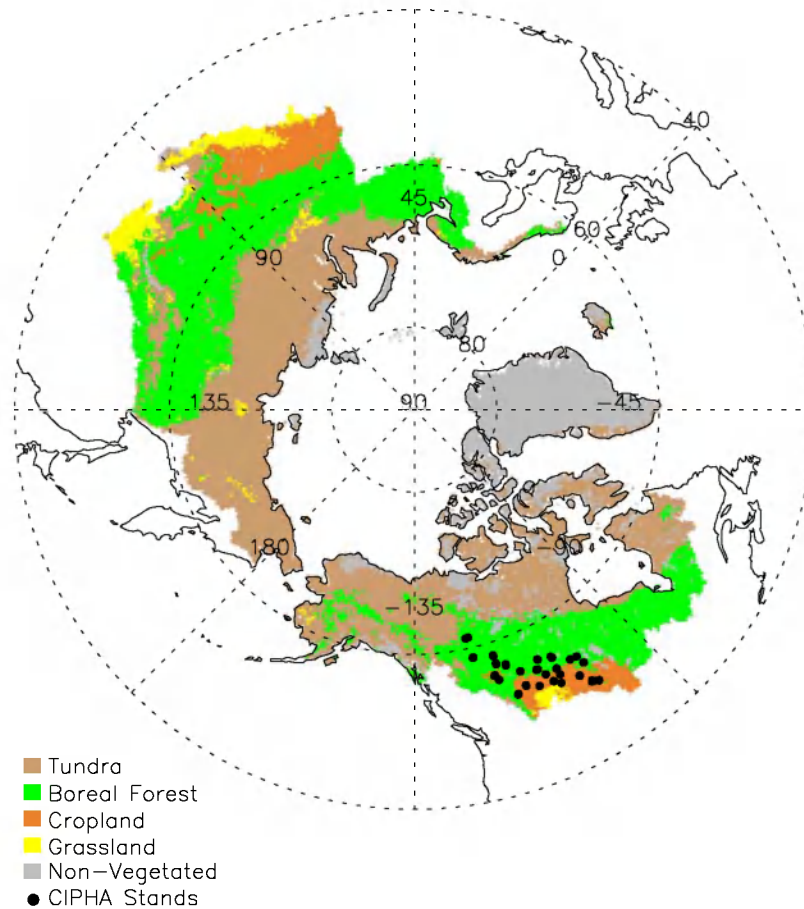 40
45
60
0
90
80
135
90
-45
180
-90
-135
Tundra
Boreal Forest
Cropland
Grassland
Non-Vegetated
CIPHA Stands